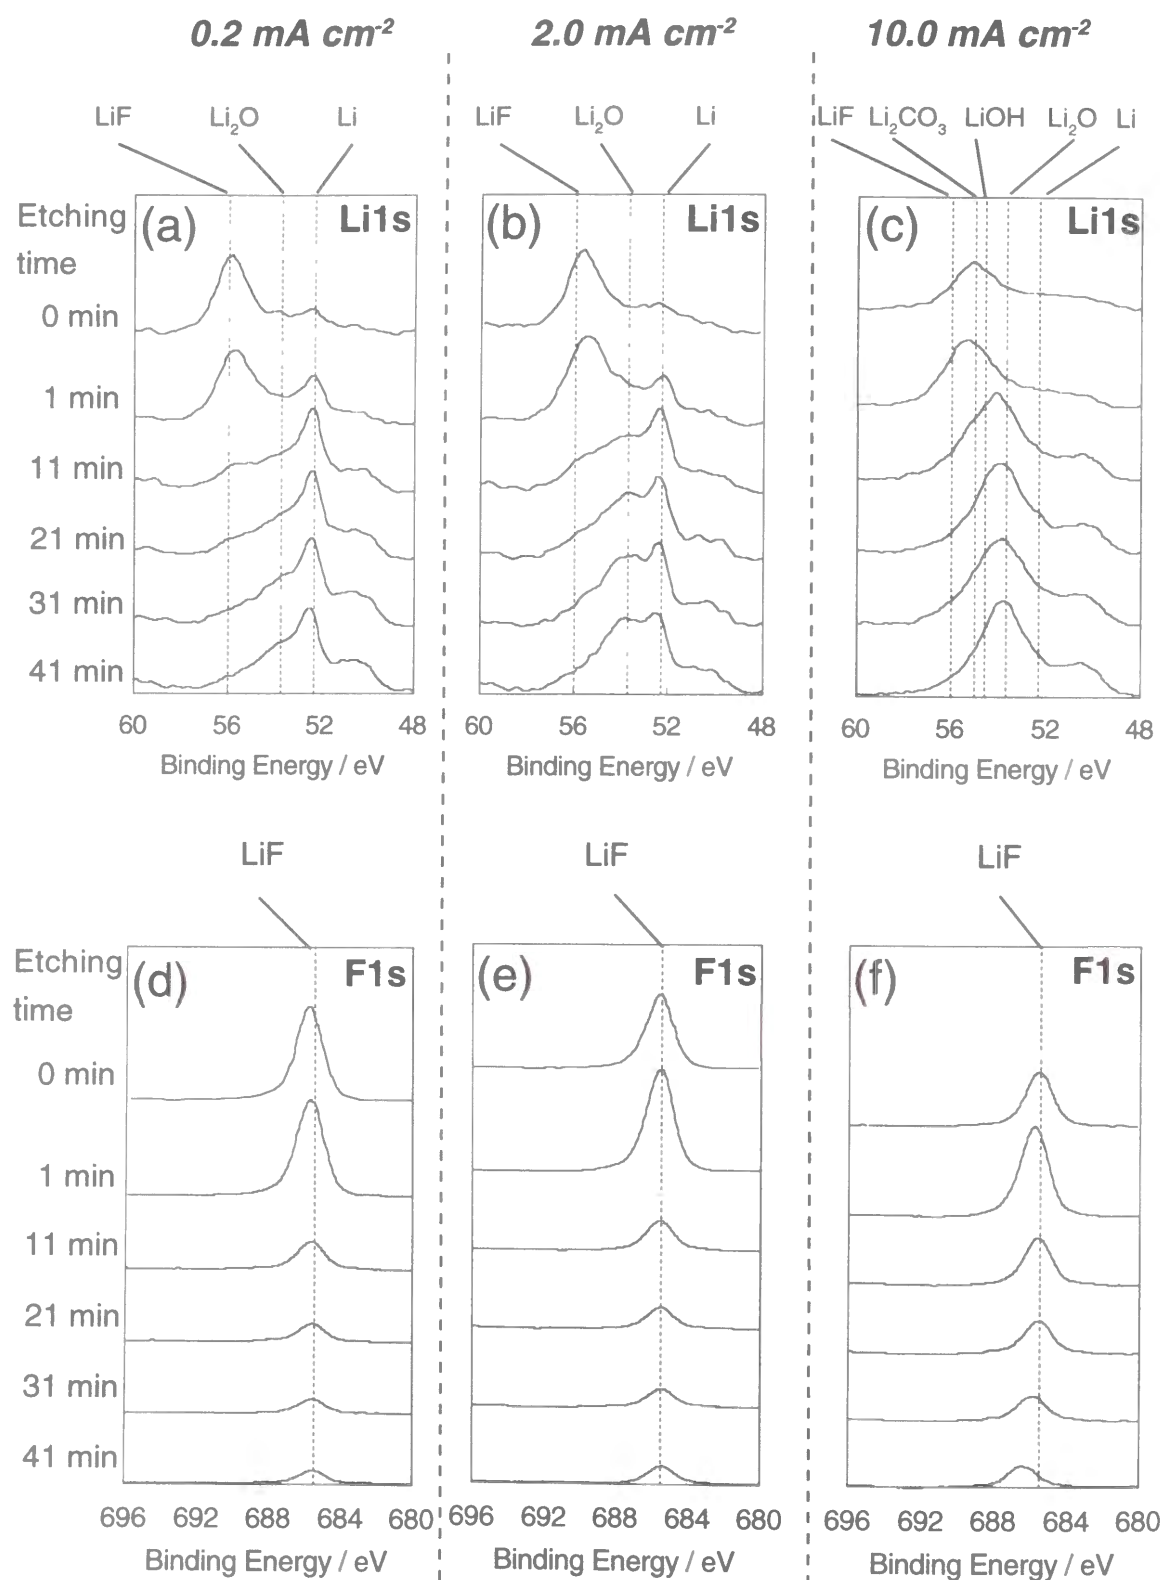 0.2 mA cm⁻² 2.0 mA cm⁻² 10.0 mA cm⁻²
LiF Li₂O Li LiF Li₂O Li LiF Li₂CO₃ LiOH Li₂O Li
Etching (a) Li1s (b) Li1s (c) Li1s
time
0 min
1 min
11 min
21 min
31 min
41 min
60 56 52 48 60 56 52 48 60 56 52 48
Binding Energy / eV Binding Energy / eV Binding Energy / eV
LiF LiF LiF
Etching (d) F1s (e) F1s (f) F1s
time
0 min
1 min
11 min
21 min
31 min
41 min
696 692 688 684 680 696 692 688 684 680 696 692 688 684 680
Binding Energy / eV Binding Energy / eV Binding Energy / eV